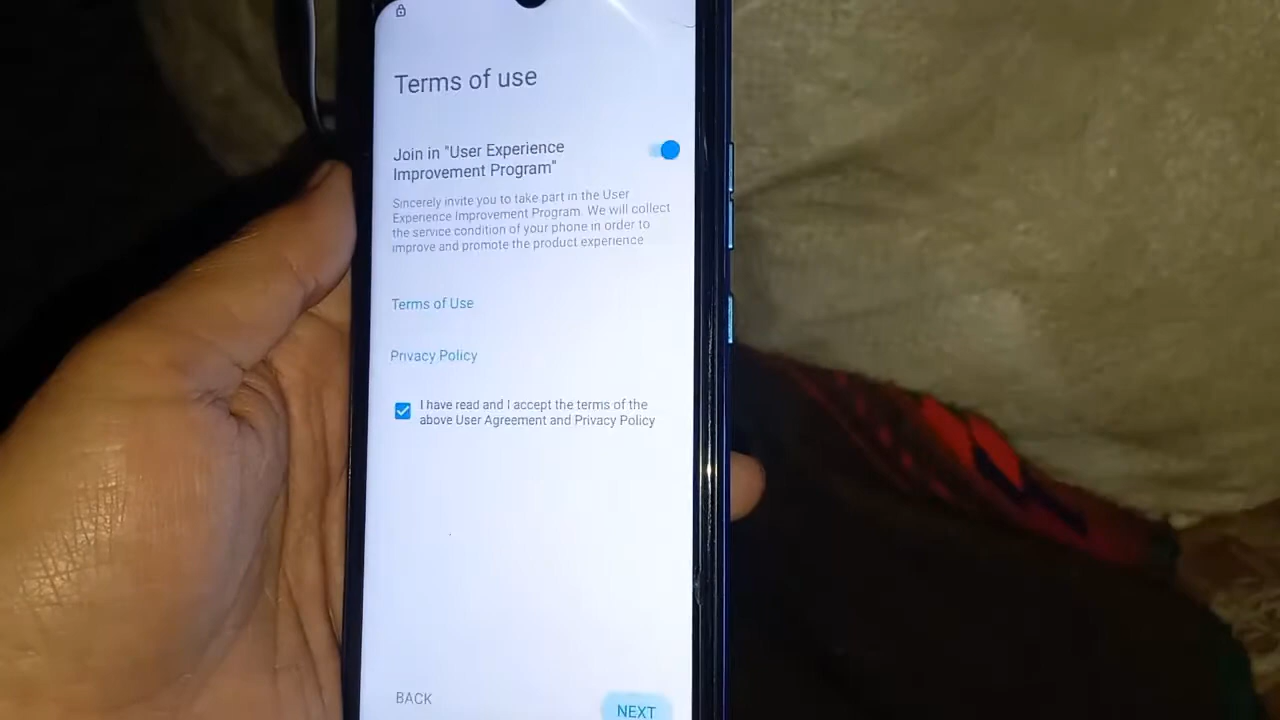 Terms of use
Join in "User Experience
Improvement Program"
Sincerely invite you to take part in the User
Experience Improvement Program. We will collect
the service condition of your phone in order to
improve and promote the product experience
Terms of Use
Privacy Policy
I have read and I accept the terms of the
above User Agreement and Privacy Policy
BACK
NEXT